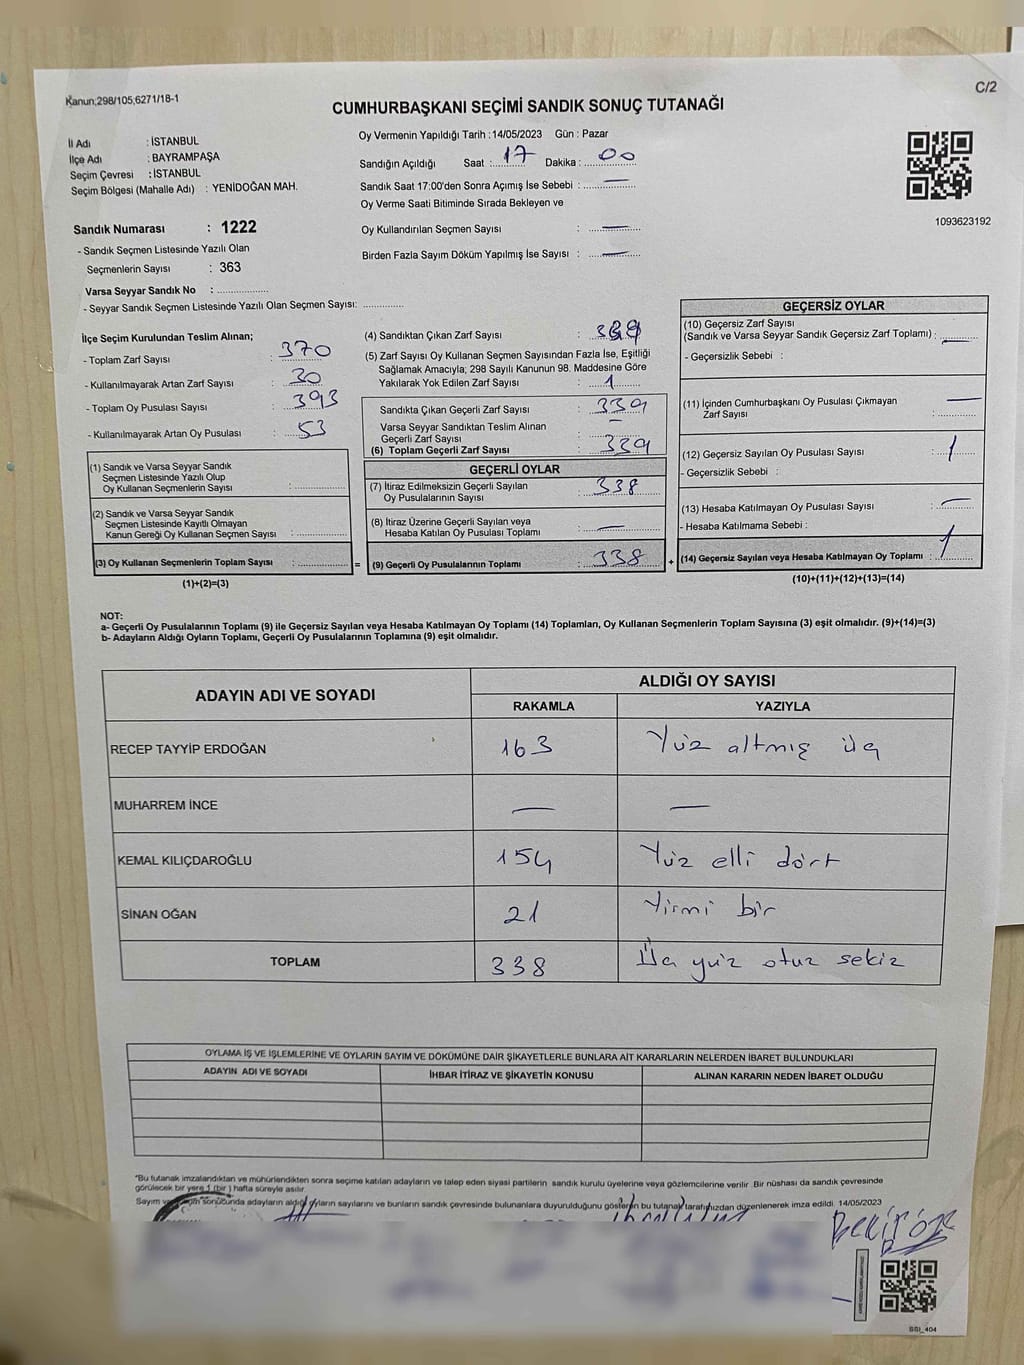 Kanun;298/105;6271/18-1
C/2
CUMHURBAŞKANI SEÇİMİ SANDIK SONUÇ TUTANAĞI
İl Adı : İSTANBUL
İlçe Adı : BAYRAMPAŞA
Seçim Çevresi : İSTANBUL
Seçim Bölgesi (Mahalle Adı) : YENİDOĞAN MAH.
Oy Vermenin Yapıldığı Tarih : 14/05/2023 Gün : Pazar
Sandığın Açıldığı Saat : 17 Dakika : 00
Sandık Saat 17:00'den Sonra Açımış İse Sebebi : —
Oy Verme Saati Bitiminde Sırada Bekleyen ve
Oy Kullandırılan Seçmen Sayısı : —
Birden Fazla Sayım Döküm Yapılmış İse Sayısı : —
1093623192
Sandık Numarası : 1222
- Sandık Seçmen Listesinde Yazılı Olan
Seçmenlerin Sayısı : 363
Varsa Seyyar Sandık No :
- Seyyar Sandık Seçmen Listesinde Yazılı Olan Seçmen Sayısı:
İlçe Seçim Kurulundan Teslim Alınan;
- Toplam Zarf Sayısı : 370
- Kullanılmayarak Artan Zarf Sayısı : 30
- Toplam Oy Pusulası Sayısı : 393
- Kullanılmayarak Artan Oy Pusulası : 53
(1) Sandık ve Varsa Seyyar Sandık
Seçmen Listesinde Yazılı Olup
Oy Kullanan Seçmenlerin Sayısı :
(2) Sandık ve Varsa Seyyar Sandık
Seçmen Listesinde Kayıtlı Olmayan
Kanun Gereği Oy Kullanan Seçmen Sayısı :
(3) Oy Kullanan Seçmenlerin Toplam Sayısı : =
(1)+(2)=(3)
(4) Sandıktan Çıkan Zarf Sayısı :
(5) Zarf Sayısı Oy Kullanan Seçmen Sayısından Fazla İse, Eşitliği
Sağlamak Amacıyla; 298 Sayılı Kanunun 98. Maddesine Göre
Yakılarak Yok Edilen Zarf Sayısı : 1
Sandıkta Çıkan Geçerli Zarf Sayısı : 339
Varsa Seyyar Sandıktan Teslim Alınan
Geçerli Zarf Sayısı : —
(6) Toplam Geçerli Zarf Sayısı : 339
GEÇERLİ OYLAR
(7) İtiraz Edilmeksizin Geçerli Sayılan
Oy Pusulalarının Sayısı : 338
(8) İtiraz Üzerine Geçerli Sayılan veya
Hesaba Katılan Oy Pusulası Toplamı : —
(9) Geçerli Oy Pusulalarının Toplamı : 338 +
GEÇERSİZ OYLAR
(10) Geçersiz Zarf Sayısı
(Sandık ve Varsa Seyyar Sandık Geçersiz Zarf Toplamı) : —
- Geçersizlik Sebebi :
(11) İçinden Cumhurbaşkanı Oy Pusulası Çıkmayan
Zarf Sayısı : —
(12) Geçersiz Sayılan Oy Pusulası Sayısı : 1
- Geçersizlik Sebebi :
(13) Hesaba Katılmayan Oy Pusulası Sayısı : —
- Hesaba Katılmama Sebebi :
(14) Geçersiz Sayılan veya Hesaba Katılmayan Oy Toplamı : 1
(10)+(11)+(12)+(13)=(14)
NOT:
a- Geçerli Oy Pusulalarının Toplamı (9) ile Geçersiz Sayılan veya Hesaba Katılmayan Oy Toplamı (14) Toplamları, Oy Kullanan Seçmenlerin Toplam Sayısına (3) eşit olmalıdır. (9)+(14)=(3)
b- Adayların Aldığı Oyların Toplamı, Geçerli Oy Pusulalarının Toplamına (9) eşit olmalıdır.
ADAYIN ADI VE SOYADI
ALDIĞI OY SAYISI
RAKAMLA YAZIYLA
RECEP TAYYİP ERDOĞAN 163 Yüz altmış üç
MUHARREM İNCE — —
KEMAL KILIÇDAROĞLU 154 Yüz elli dört
SİNAN OĞAN 21 Yirmi bir
TOPLAM 338 Üç yüz otuz sekiz
OYLAMA İŞ VE İŞLEMLERİNE VE OYLARIN SAYIM VE DÖKÜMÜNE DAİR ŞİKAYETLERLE BUNLARA AİT KARARLARIN NELERDEN İBARET BULUNDUKLARI
ADAYIN ADI VE SOYADI İHBAR İTİRAZ VE ŞİKAYETİN KONUSU ALINAN KARARIN NEDEN İBARET OLDUĞU
*Bu tutanak imzalandıktan ve mühürlendikten sonra seçime katılan adayların ve talep eden siyasi partilerin sandık kurulu üyelerine veya gözlemcilerine verilir .Bir nüshası da sandık çevresinde
görülecek bir yere 1 (bir ) hafta süreyle asılır.
Sayım ve sonucunda adayların aldığı oyların sayılarını ve bunların sandık çevresinde bulunanlara duyurulduğunu gösteren bu tutanak tarafımızdan düzenlenerek imza edildi. 14/05/2023
SSI_404